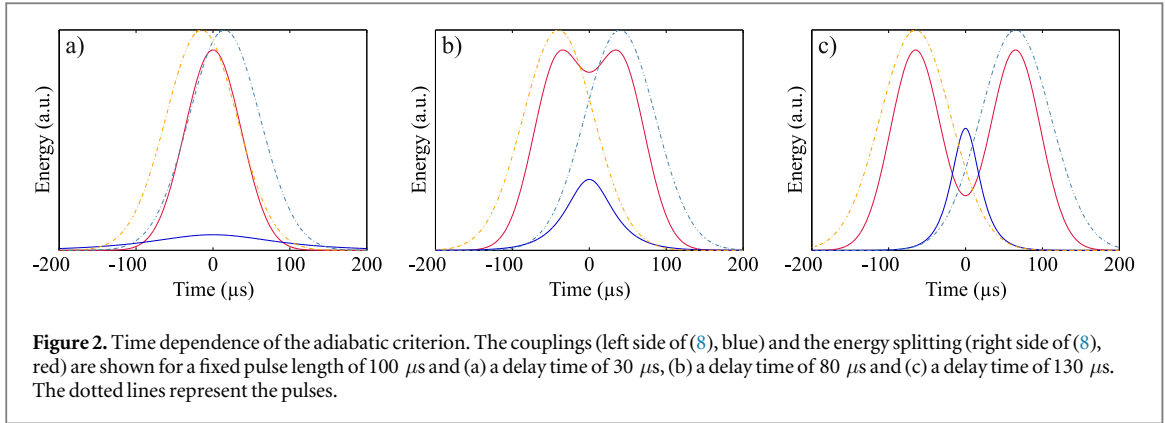 a)
Energy (a.u.)
-200 -100 0 100 200
Time (µs)
b)
Energy (a.u.)
-200 -100 0 100 200
Time (µs)
c)
Energy (a.u.)
-200 -100 0 100 200
Time (µs)
Figure 2. Time dependence of the adiabatic criterion. The couplings (left side of (8), blue) and the energy splitting (right side of (8),
red) are shown for a fixed pulse length of 100 µs and (a) a delay time of 30 µs, (b) a delay time of 80 µs and (c) a delay time of 130 µs.
The dotted lines represent the pulses.